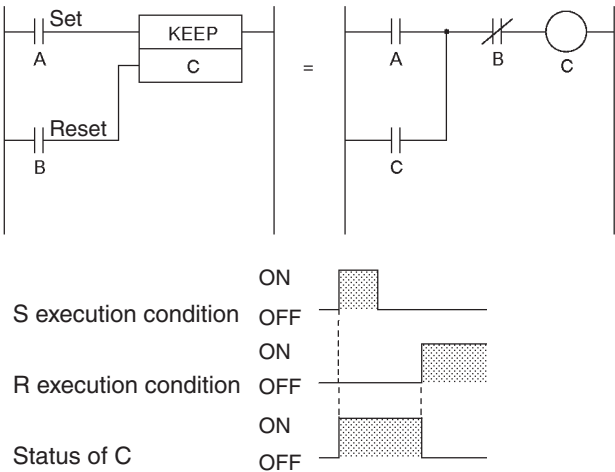 Set
KEEP
A
C
Reset
B
=
A
B
C
C
ON
S execution condition OFF
ON
R execution condition OFF
ON
Status of C OFF